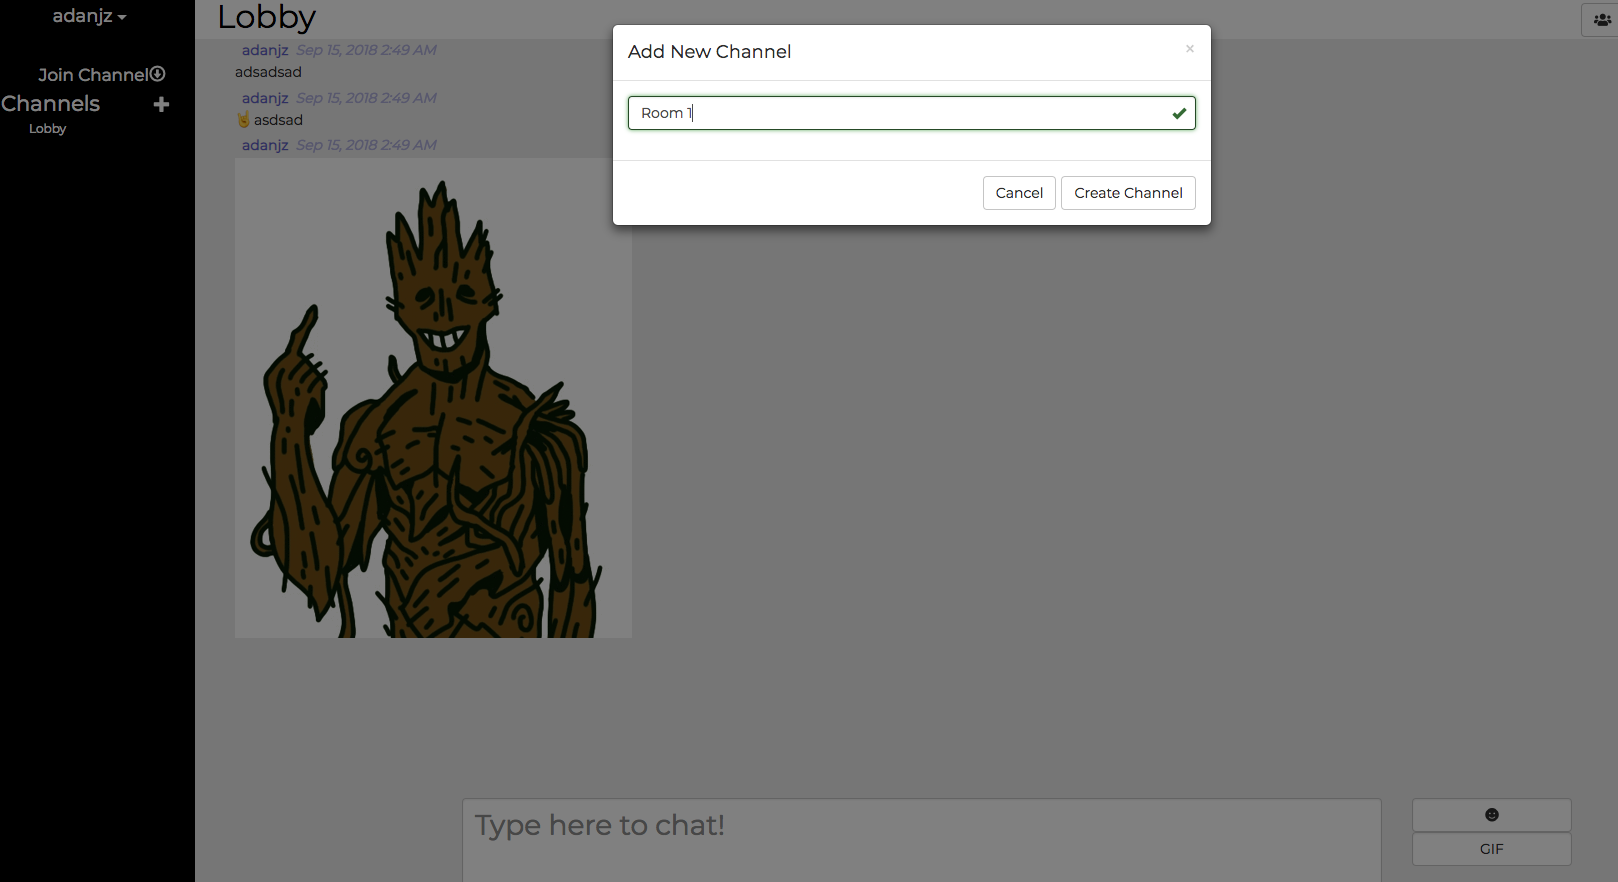 adanjz
Join Channel
Channels
Lobby
Lobby
adanjz Sep 15, 2018 2:49 AM
adsadsad
adanjz Sep 15, 2018 2:49 AM
🤘asdsad
adanjz Sep 15, 2018 2:49 AM
Add New Channel ×
Room 1
Cancel Create Channel
Type here to chat!
GIF